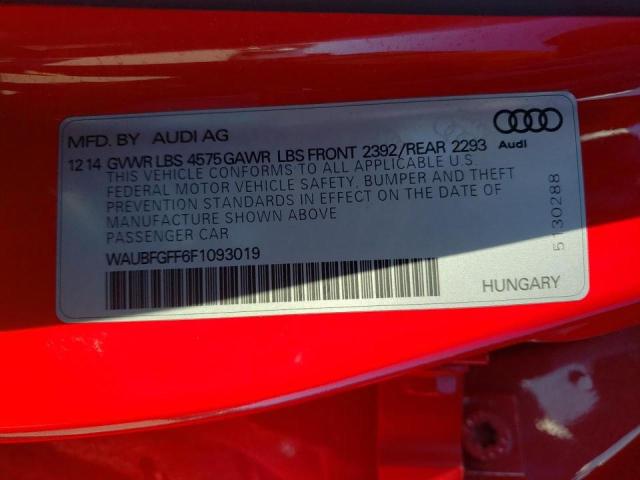 MFD. BY AUDI AG
Audi
12 14 GVWR LBS 4575 GAWR LBS FRONT 2392/REAR 2293
THIS VEHICLE CONFORMS TO ALL APPLICABLE U.S.
FEDERAL MOTOR VEHICLE SAFETY, BUMPER AND THEFT
PREVENTION STANDARDS IN EFFECT ON THE DATE OF
MANUFACTURE SHOWN ABOVE
PASSENGER CAR
WAUBFGFF6F1093019
5130288
HUNGARY